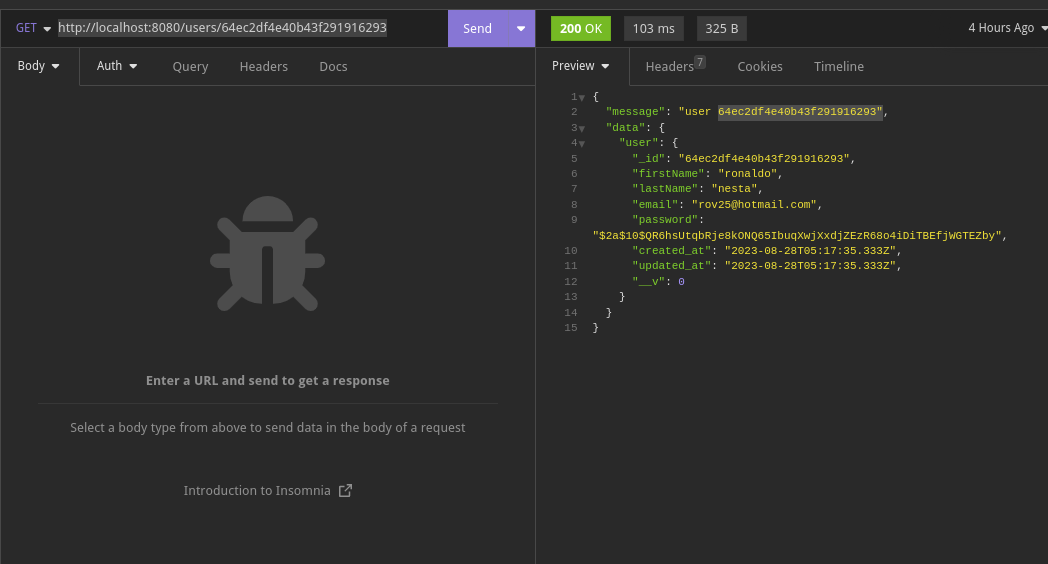 GET http://localhost:8080/users/64ec2df4e40b43f291916293 Send 200 OK 103 ms 325 B 4 Hours Ago
Body Auth Query Headers Docs Preview Headers 7 Cookies Timeline
1 {
2 "message": "user 64ec2df4e40b43f291916293",
3 "data": {
4 "user": {
5 "_id": "64ec2df4e40b43f291916293",
6 "firstName": "ronaldo",
7 "lastName": "nesta",
8 "email": "rov25@hotmail.com",
9 "password":
"$2a$10$QR6hsUtqbRje8kONQ65IbuqXwjXxdjZEzR68o4iDiTBEfjWGTEZby",
10 "created_at": "2023-08-28T05:17:35.333Z",
11 "updated_at": "2023-08-28T05:17:35.333Z",
12 "__v": 0
13 }
14 }
15 }
Enter a URL and send to get a response
Select a body type from above to send data in the body of a request
Introduction to Insomnia